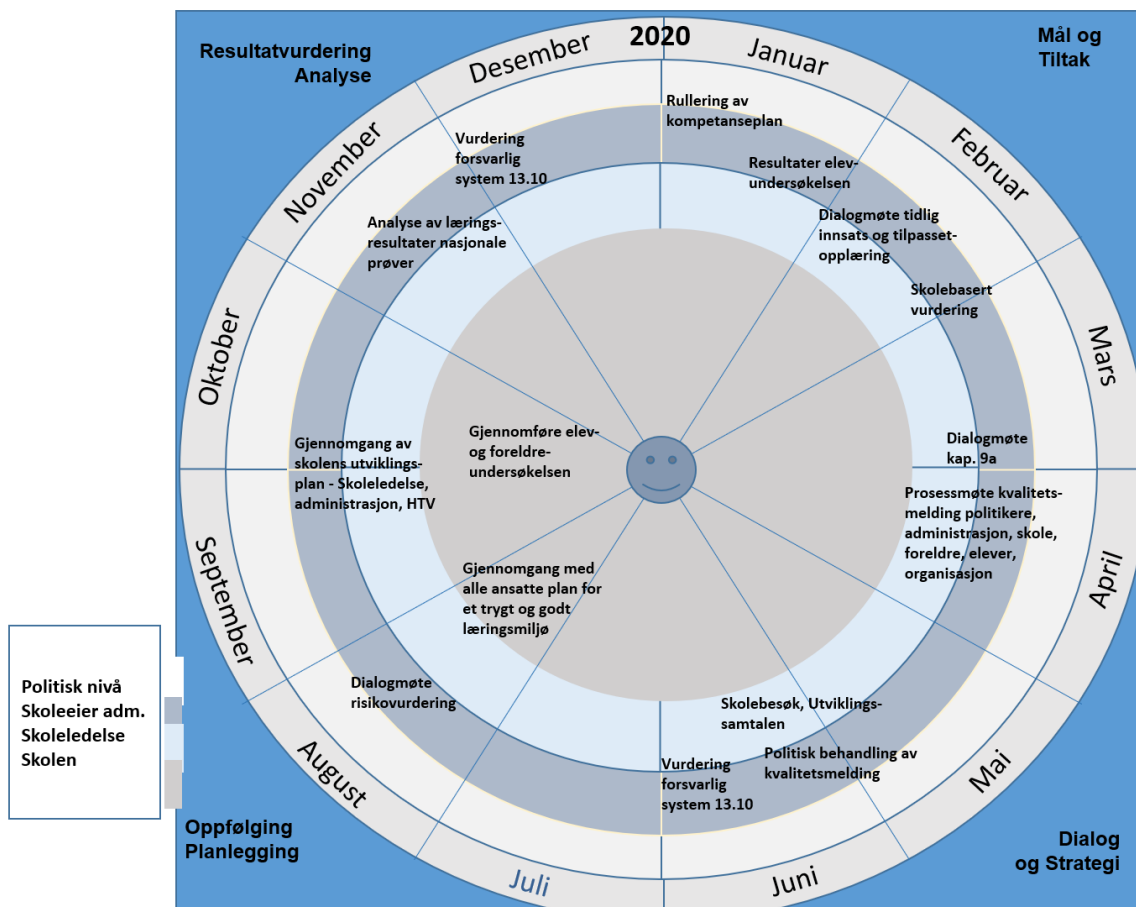 Resultatvurdering
Analyse
Desember
2020
Januar
Mål og
Tiltak
Februar
Mars
April
Mai
Juni
Juli
August
September
Oktober
November
Rullering av
kompetanseplan
Resultater elev-
undersøkelsen
Dialogmøte tidlig
innsats og tilpasset-
opplæring
Skolebasert
vurdering
Dialogmøte
kap. 9a
Prosessmøte kvalitets-
melding politikere,
administrasjon, skole,
foreldre, elever,
organisasjon
Skolebesøk, Utviklings-
samtalen
Politisk behandling av
kvalitetsmelding
Vurdering
forsvarlig
system 13.10
Dialogmøte
risikovurdering
Gjennomgang med
alle ansatte plan for
et trygt og godt
læringsmiljø
Gjennomgang av
skolens utviklings-
plan - Skoleledelse,
administrasjon, HTV
Gjennomføre elev-
og foreldre-
undersøkelsen
Analyse av lærings-
resultater nasjonale
prøver
Vurdering
forsvarlig
system 13.10
Politisk nivå
Skoleeier adm.
Skoleledelse
Skolen
Oppfølging
Planlegging
Dialog
og Strategi